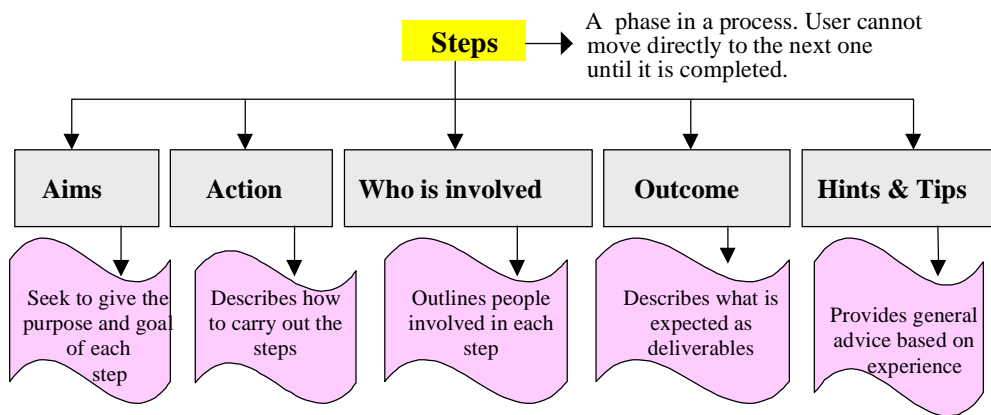 Steps
A phase in a process. User cannot
move directly to the next one
until it is completed.
Aims
Action
Who is involved
Outcome
Hints & Tips
Seek to give the
purpose and goal
of each
step
Describes how
to carry out the
steps
Outlines people
involved in each
step
Describes what is
expected as
deliverables
Provides general
advice based on
experience